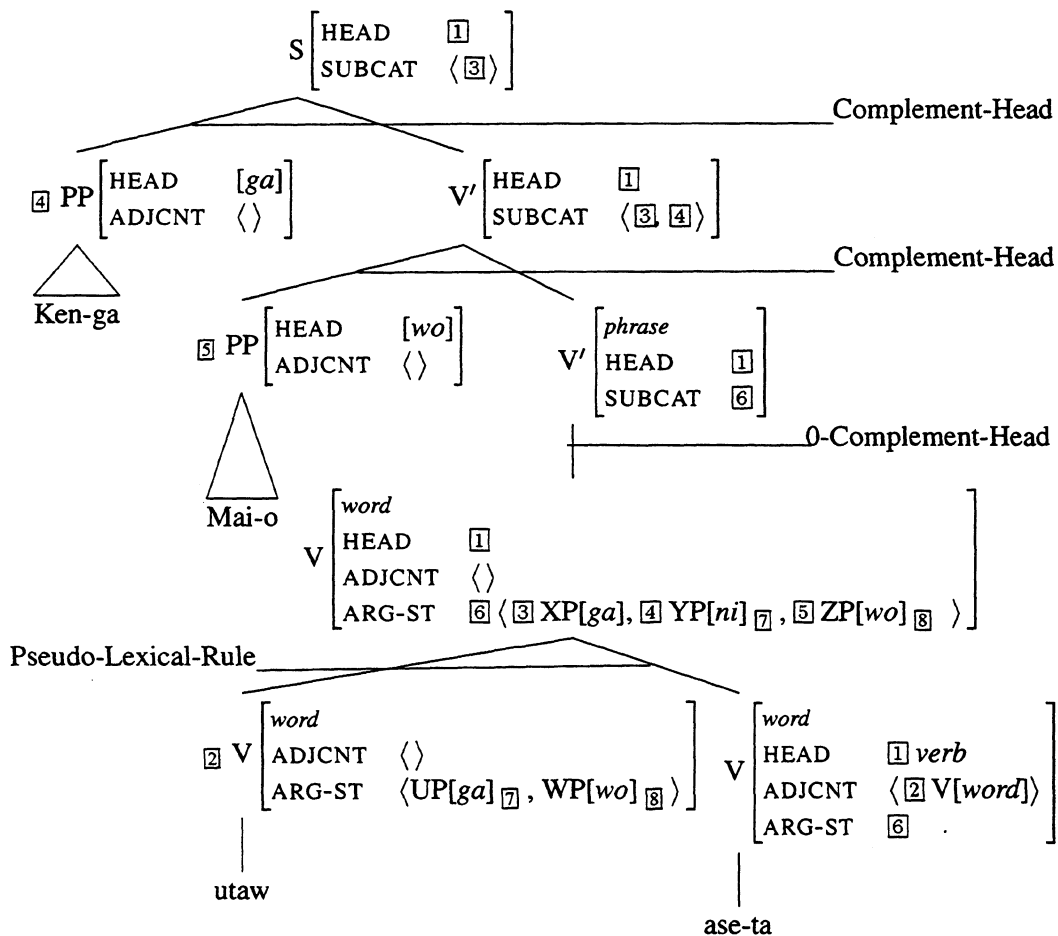 S [HEAD [1]
SUBCAT ⟨[3]⟩]
Complement-Head
[4] PP [HEAD [ga]
ADJCNT ⟨⟩]
V′ [HEAD [1]
SUBCAT ⟨[3], [4]⟩]
Ken-ga
Complement-Head
[5] PP [HEAD [wo]
ADJCNT ⟨⟩]
V′ [phrase
HEAD [1]
SUBCAT [6]]
Mai-o
0-Complement-Head
V [word
HEAD [1]
ADJCNT ⟨⟩
ARG-ST [6]⟨[3] XP[ga], [4] YP[ni] [7], [5] ZP[wo] [8] ⟩]
Pseudo-Lexical-Rule
[2] V [word
ADJCNT ⟨⟩
ARG-ST ⟨UP[ga] [7], WP[wo] [8]⟩]
V [word
HEAD [1] verb
ADJCNT ⟨[2] V[word]⟩
ARG-ST [6]]
utaw
ase-ta